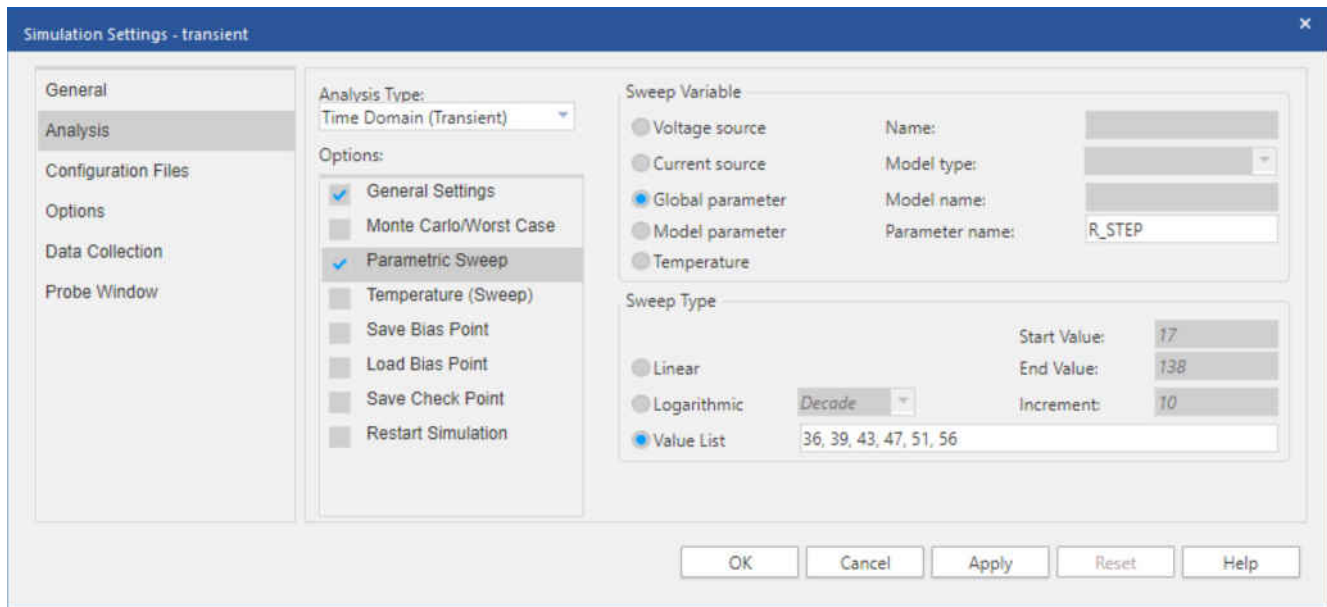 Simulation Settings - transient
×
General
Analysis
Configuration Files
Options
Data Collection
Probe Window
Analysis Type:
Time Domain (Transient)
Options:
General Settings
Monte Carlo/Worst Case
Parametric Sweep
Temperature (Sweep)
Save Bias Point
Load Bias Point
Save Check Point
Restart Simulation
Sweep Variable
Voltage source
Name:
Current source
Model type:
Global parameter
Model name:
Model parameter
Parameter name: R_STEP
Temperature
Sweep Type
Start Value: 17
Linear
End Value: 138
Logarithmic Decade
Increment: 10
Value List 36, 39, 43, 47, 51, 56
OK Cancel Apply Reset Help